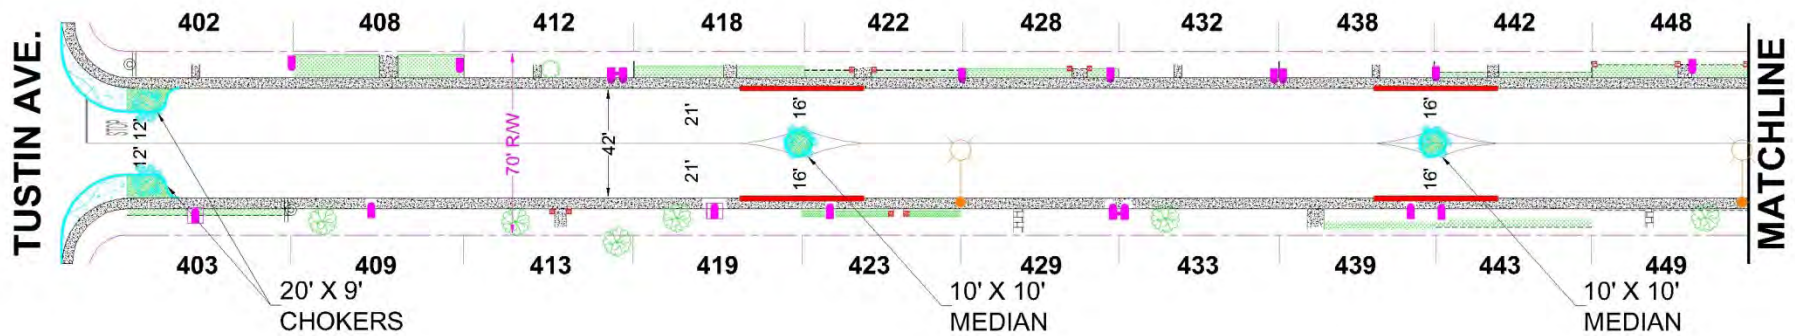 TUSTIN AVE.
402
408
412
418
422
428
432
438
442
448
STOP
12'
12'
70' R/W
42'
21'
21'
16'
16'
16'
16'
403
409
413
419
423
429
433
439
443
449
20' X 9'
CHOKERS
10' X 10'
MEDIAN
10' X 10'
MEDIAN
MATCHLINE